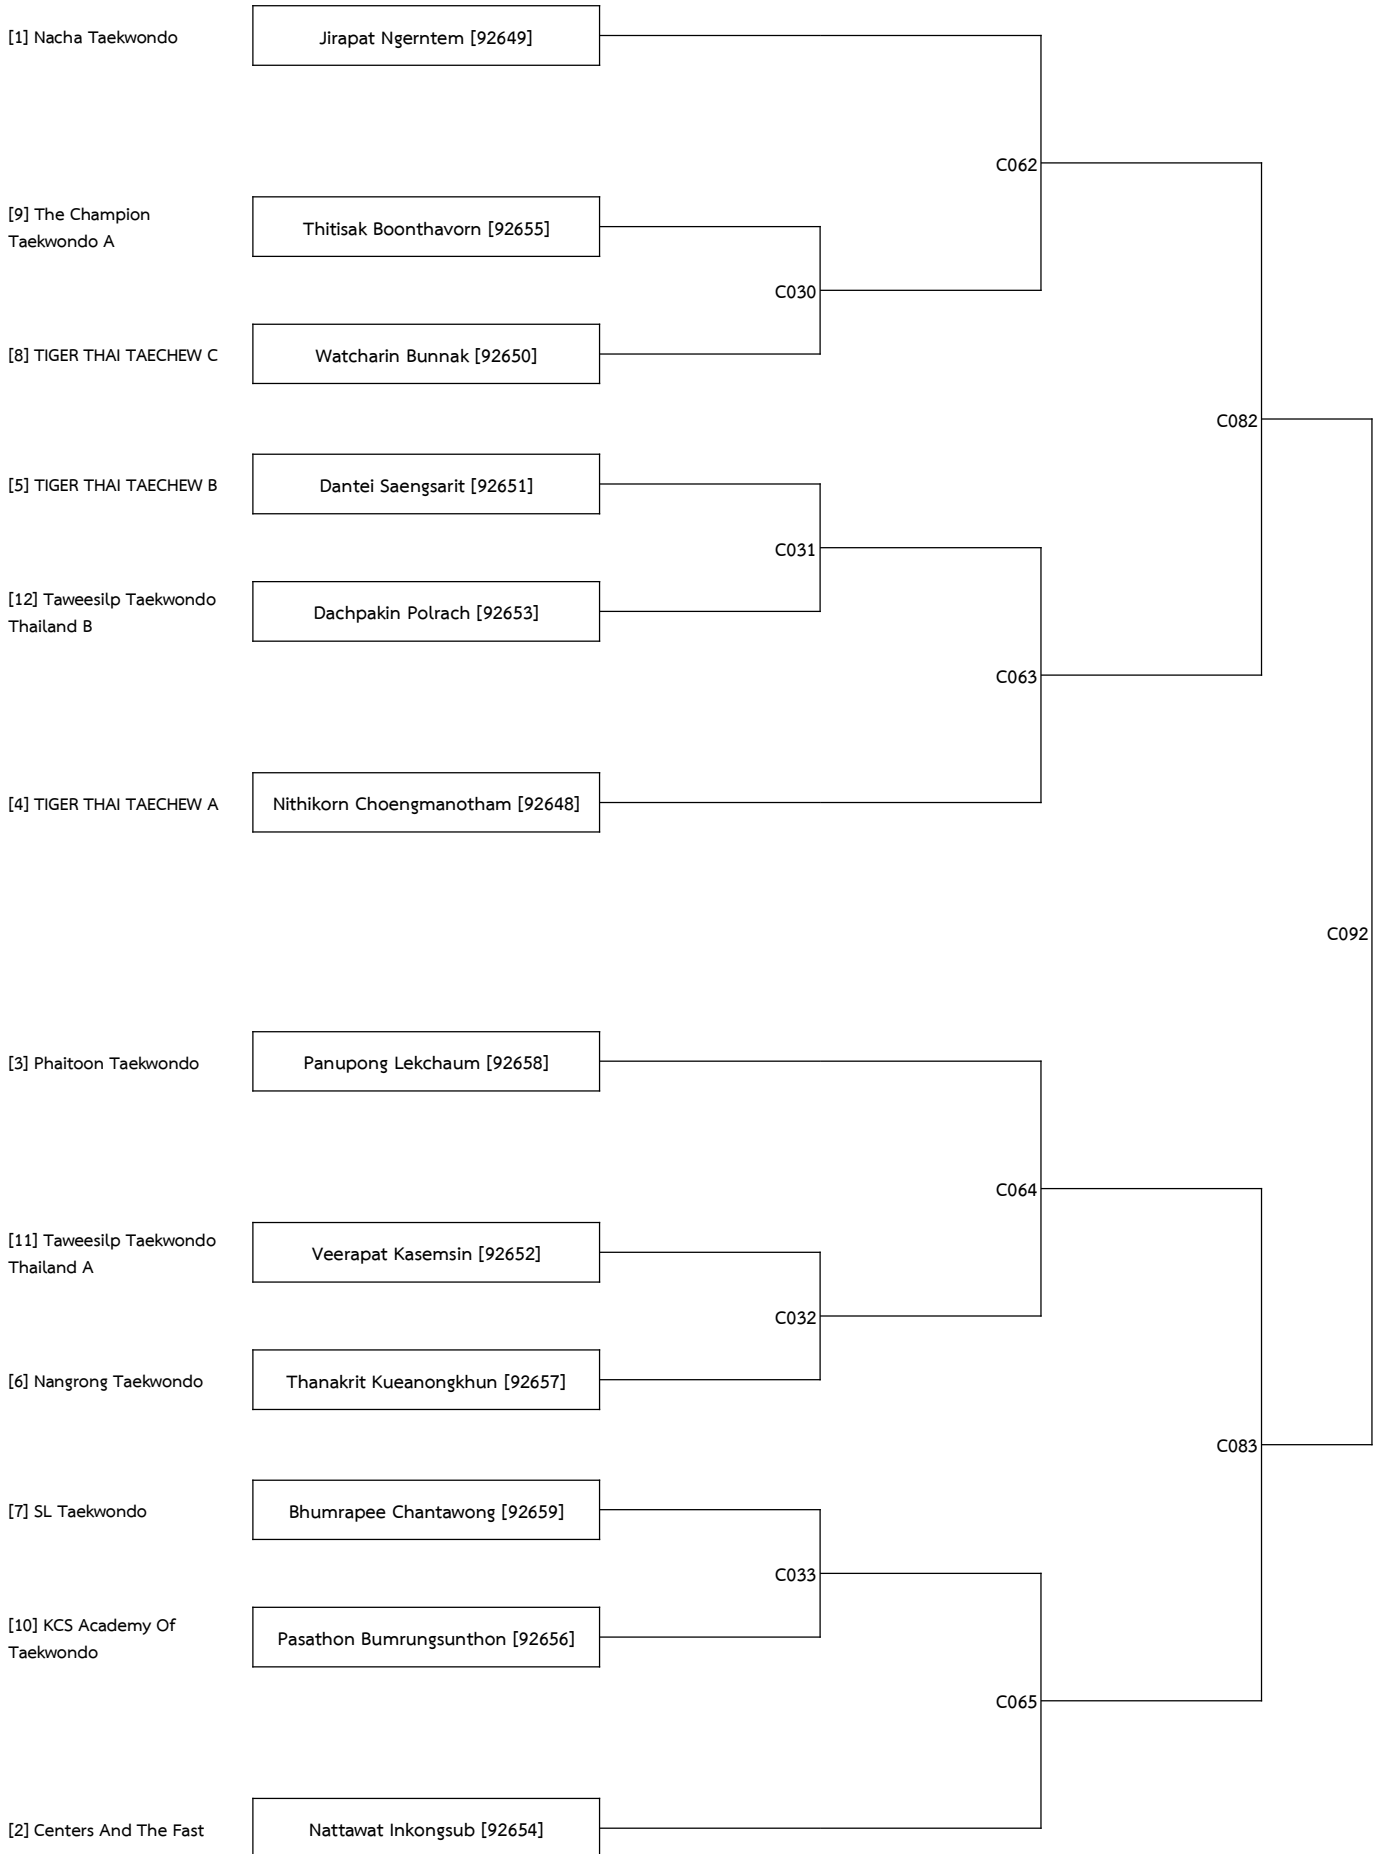 [1] Nacha Taekwondo
Jirapat Ngerntem [92649]
C062
[9] The Champion
Taekwondo A
Thitisak Boonthavorn [92655]
C030
[8] TIGER THAI TAECHEW C
Watcharin Bunnak [92650]
C082
[5] TIGER THAI TAECHEW B
Dantei Saengsarit [92651]
C031
[12] Taweesilp Taekwondo
Thailand B
Dachpakin Polrach [92653]
C063
[4] TIGER THAI TAECHEW A
Nithikorn Choengmanotham [92648]
C092
[3] Phaitoon Taekwondo
Panupong Lekchaum [92658]
C064
[11] Taweesilp Taekwondo
Thailand A
Veerapat Kasemsin [92652]
C032
[6] Nangrong Taekwondo
Thanakrit Kueanongkhun [92657]
C083
[7] SL Taekwondo
Bhumrapee Chantawong [92659]
C033
[10] KCS Academy Of
Taekwondo
Pasathon Bumrungsunthon [92656]
C065
[2] Centers And The Fast
Nattawat Inkongsub [92654]